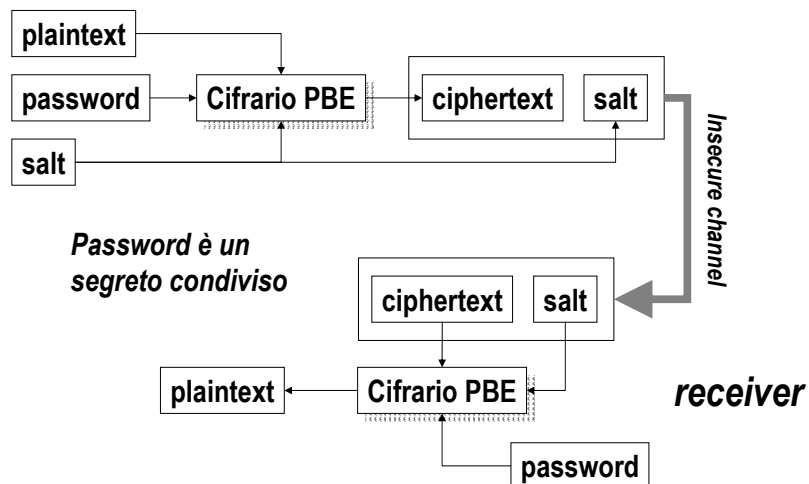 plaintext
password
Cifrario PBE
ciphertext
salt
salt
Insecure channel
Password è un
segreto condiviso
ciphertext
salt
plaintext
Cifrario PBE
receiver
password